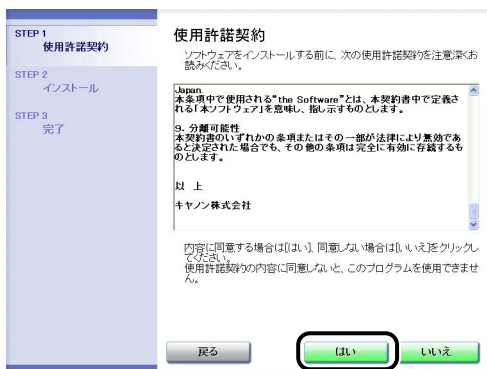 STEP 1
使用許諾契約
STEP 2
インストール
STEP 3
完了
使用許諾契約
ソフトウェアをインストールする前に、次の使用許諾契約を注意深くお
読みください。
Japan.
本条項中で使用される"the Software"とは、本契約書中で定義さ
れる「本ソフトウェア」を意味し、指し示すものとします。
9. 分離可能性
本契約書のいずれかの条項またはその一部が法律により無効であ
ると決定された場合でも、その他の条項は完全に有効に存続するも
のとします。
以 上
キヤノン株式会社
内容に同意する場合は[はい]、同意しない場合は[いいえ]をクリックし
てください。
使用許諾契約の内容に同意しないと、このプログラムを使用できませ
ん。
戻る
はい
いいえ